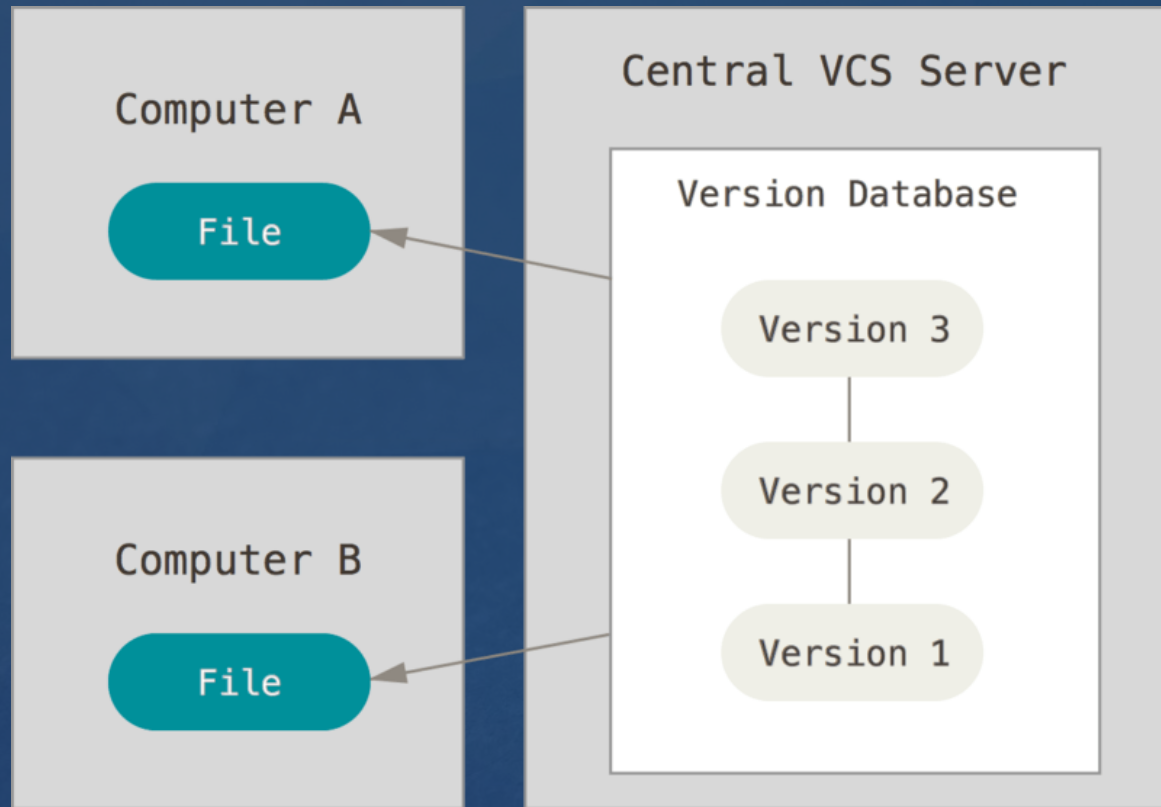 Computer A
File
Computer B
File
Central VCS Server
Version Database
Version 3
Version 2
Version 1